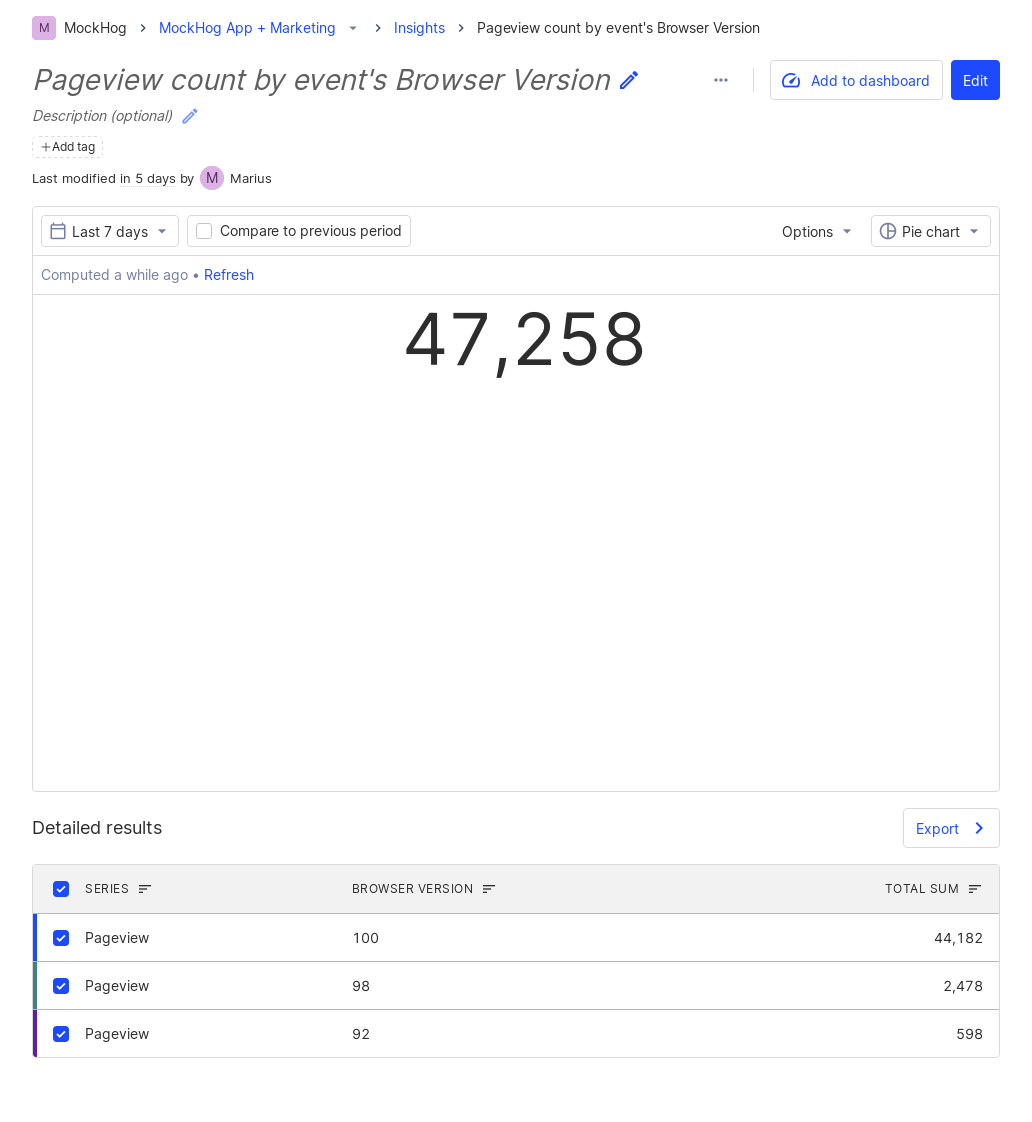 M MockHog MockHog App + Marketing Insights Pageview count by event's Browser Version
Pageview count by event's Browser Version
Add to dashboard
Edit
Description (optional)
Add tag
Last modified in 5 days by M Marius
Last 7 days
Compare to previous period
Options
Pie chart
Computed a while ago • Refresh
47,258
Detailed results
Export
SERIES BROWSER VERSION TOTAL SUM
Pageview 100 44,182
Pageview 98 2,478
Pageview 92 598